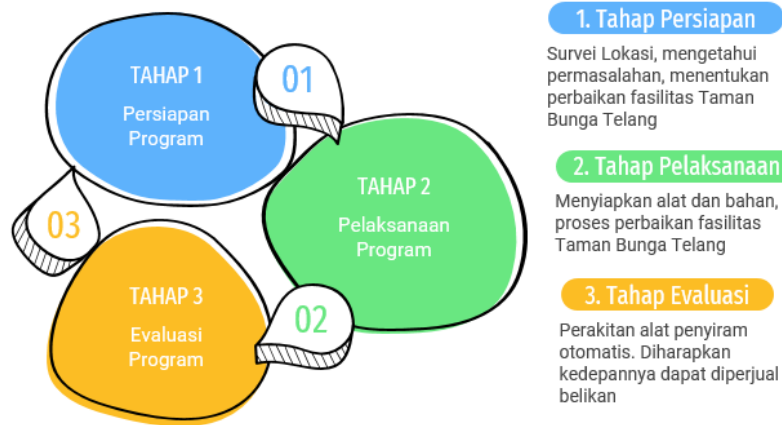 TAHAP 1
Persiapan
Program
01
TAHAP 2
Pelaksanaan
Program
02
TAHAP 3
Evaluasi
Program
03
1. Tahap Persiapan
Survei Lokasi, mengetahui
permasalahan, menentukan
perbaikan fasilitas Taman
Bunga Telang
2. Tahap Pelaksanaan
Menyiapkan alat dan bahan,
proses perbaikan fasilitas
Taman Bunga Telang
3. Tahap Evaluasi
Perakitan alat penyiram
otomatis. Diharapkan
kedepannya dapat diperjual
belikan